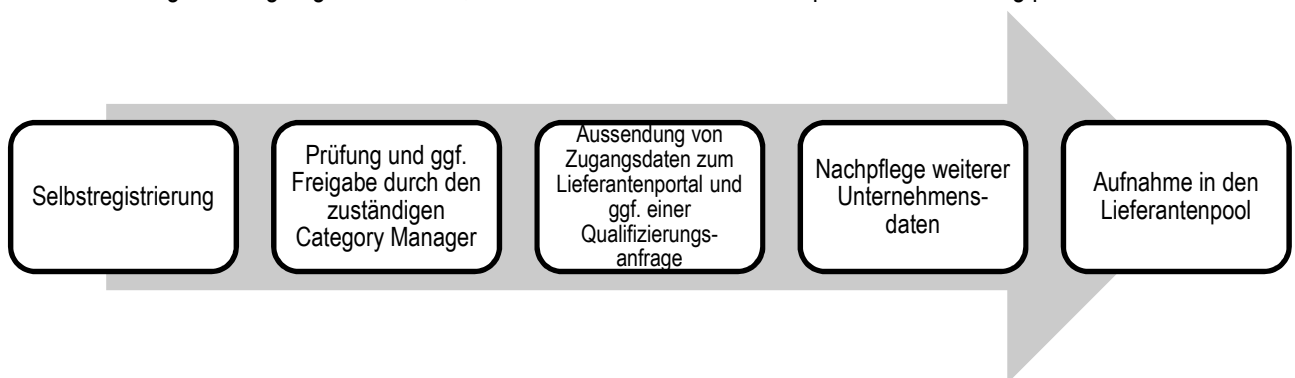 Selbstregistrierung
Prüfung und ggf.
Freigabe durch den
zuständigen
Category Manager
Aussendung von
Zugangsdaten zum
Lieferantenportal und
ggf. einer
Qualifizierungs-
anfrage
Nachpflege weiterer
Unternehmens-
daten
Aufnahme in den
Lieferantenpool